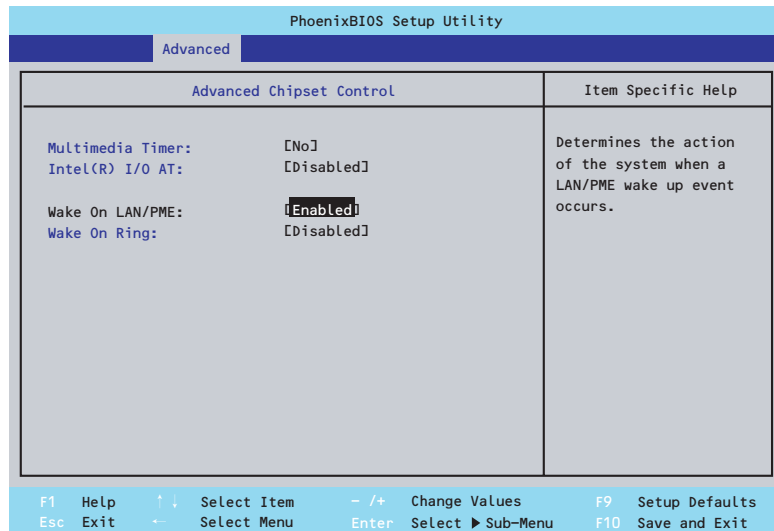 PhoenixBIOS Setup Utility
Advanced
Advanced Chipset Control
Item Specific Help
Multimedia Timer: [No]
Intel(R) I/O AT: [Disabled]
Wake On LAN/PME: [Enabled]
Wake On Ring: [Disabled]
Determines the action
of the system when a
LAN/PME wake up event
occurs.
F1 Help ↑↓ Select Item - /+ Change Values F9 Setup Defaults
Esc Exit ← Select Menu Enter Select ▶ Sub-Menu F10 Save and Exit